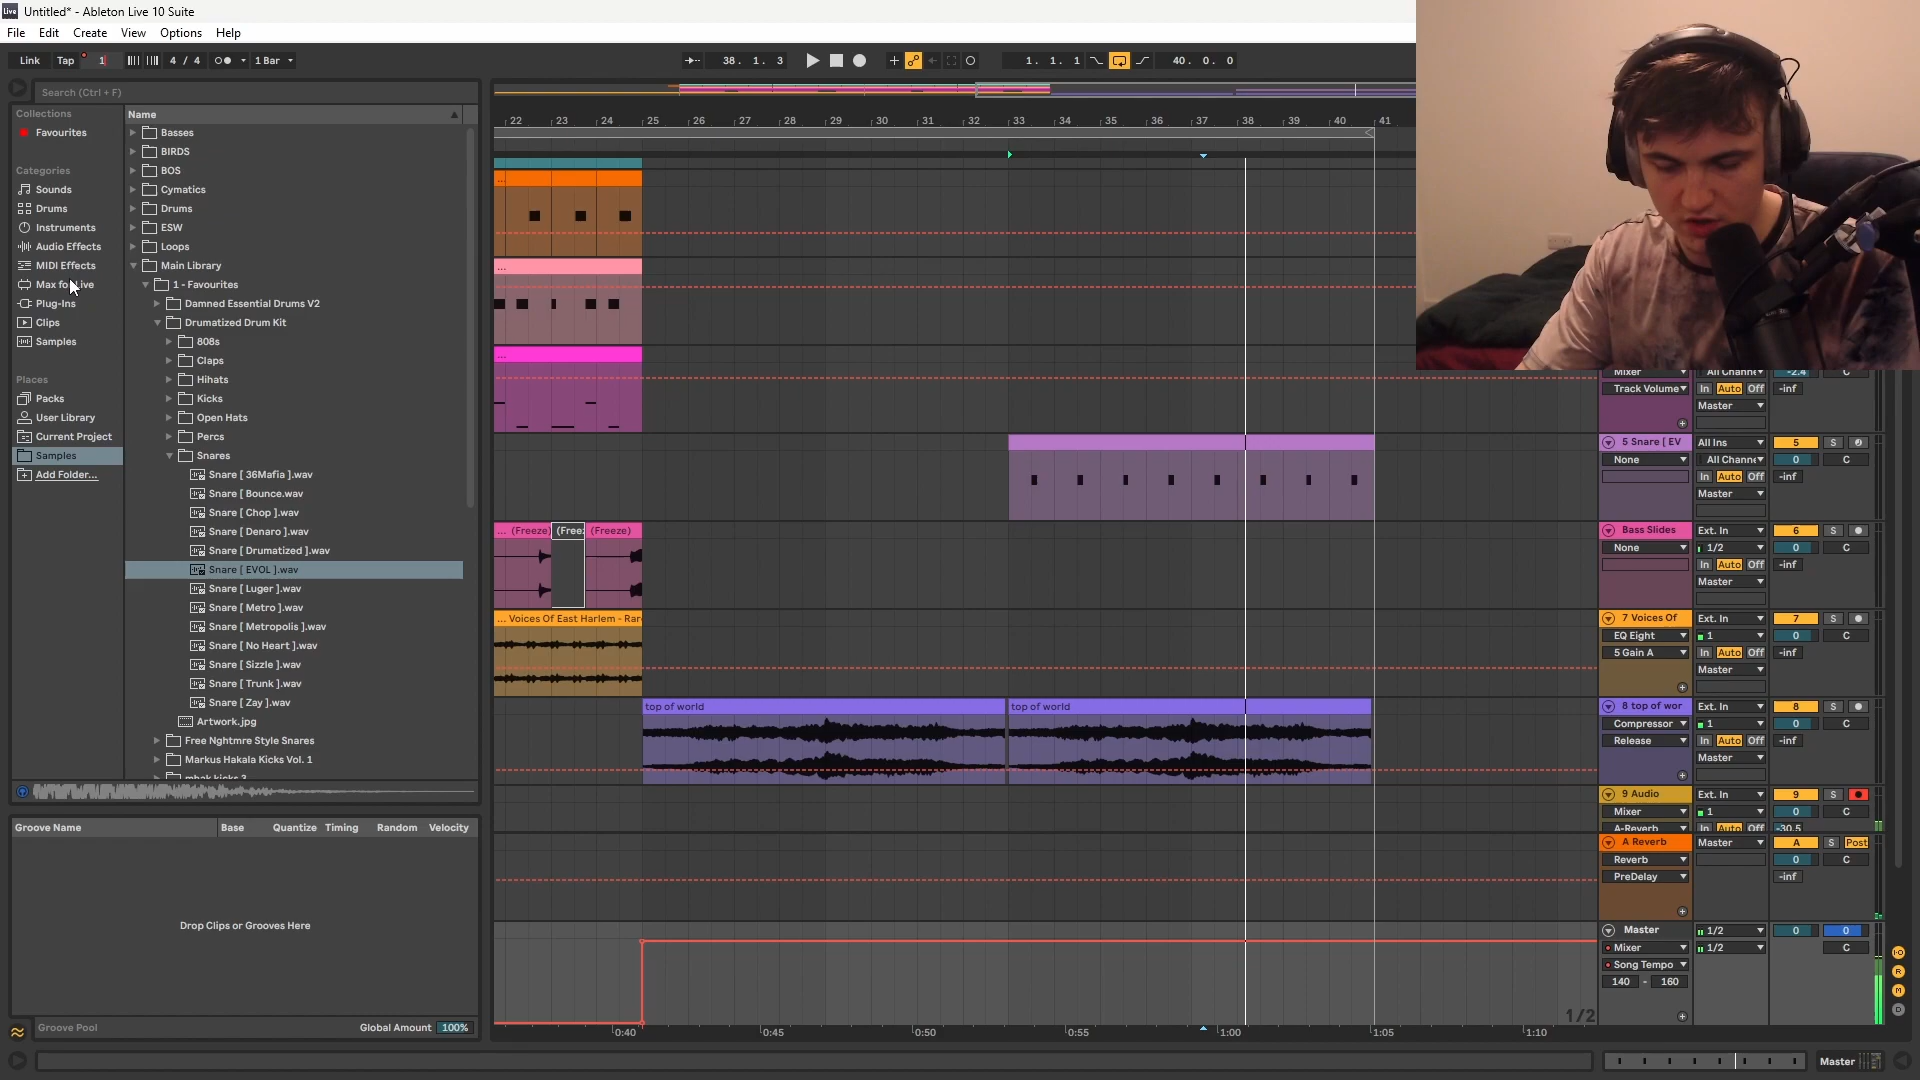 Live Untitled* - Ableton Live 10 Suite
File Edit Create View Options Help
Link Tap 1 4 / 4 1 Bar 38. 1. 3 1. 1. 1 40. 0. 0
Search (Ctrl + F)
Collections
Favourites
Categories
Sounds
Drums
Instruments
Audio Effects
MIDI Effects
Plug-Ins
Clips
Samples
Places
Packs
User Library
Current Project
Samples
Add Folder...
Name
Basses
BIRDS
BOS
Cymatics
Drums
ESW
Loops
Main Library
1 - Favourites
Damned Essential Drums V2
Drumatized Drum Kit
808s
Claps
Hihats
Kicks
Open Hats
Percs
Snares
Snare [ 36Mafia ].wav
Snare [ Bounce.wav
Snare [ Chop ].wav
Snare [ Denaro ].wav
Snare [ Drumatized ].wav
Snare [ EVOL ].wav
Snare [ Luger ].wav
Snare [ Metro ].wav
Snare [ Metropolis ].wav
Snare [ No Heart ].wav
Snare [ Sizzle ].wav
Snare [ Trunk ].wav
Snare [ Zay ].wav
Artwork.jpg
Free Nghtmre Style Snares
Markus Hakala Kicks Vol. 1
Groove Name Base Quantize Timing Random Velocity
Drop Clips or Grooves Here
Groove Pool Global Amount 100%
22 23 24 25 26 27 28 29 30 31 32 33 34 35 36 37 38 39 40 41
...
...
...
... (Freeze) (Free: (Freeze)
... Voices Of East Harlem - Rar
top of world top of world
Mixer All Channe -2.4 C
Track Volume In Auto Off -inf
Master
5 Snare [ EV All Ins 5 S
None All Channe 0 C
In Auto Off -inf
Master
Bass Slides Ext. In 6 S
None 1/2 0 C
In Auto Off -inf
Master
7 Voices Of Ext. In 7 S
EQ Eight 1 0 C
5 Gain A In Auto Off -inf
Master
8 top of wor Ext. In 8 S
Compressor 1 0 C
Release In Auto Off -inf
Master
9 Audio Ext. In 9 S
Mixer 1 0 C
A-Reverb In Auto Off -30.5
A Reverb Master A S Post
Reverb 0 C
PreDelay -inf
Master 1/2 0 0
Mixer 1/2 C
Song Tempo
140 - 160
1/2
0:40 0:45 0:50 0:55 1:00 1:05 1:10
Master